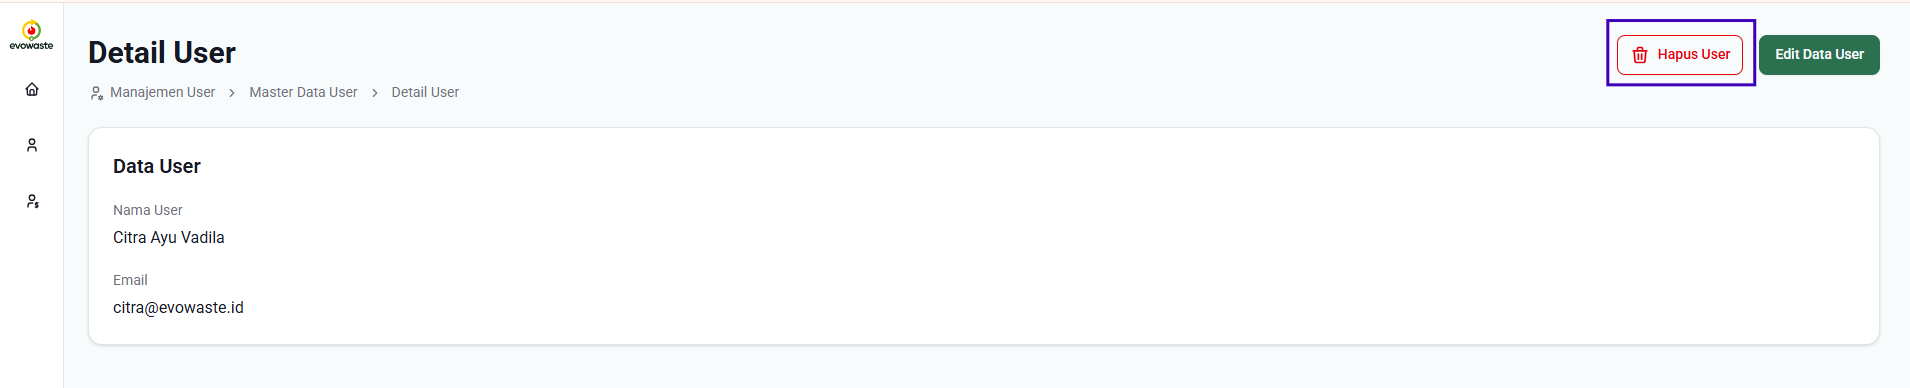 evowaste
Detail User
Hapus User
Edit Data User
Manajemen User > Master Data User > Detail User
Data User
Nama User
Citra Ayu Vadila
Email
citra@evowaste.id